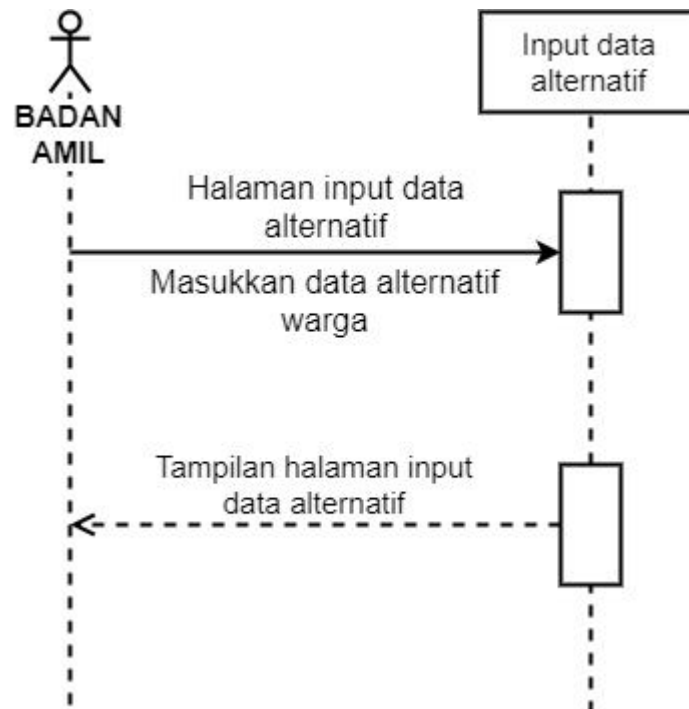 Input data
alternatif
BADAN
AMIL
Halaman input data
alternatif
Masukkan data alternatif
warga
Tampilan halaman input
data alternatif